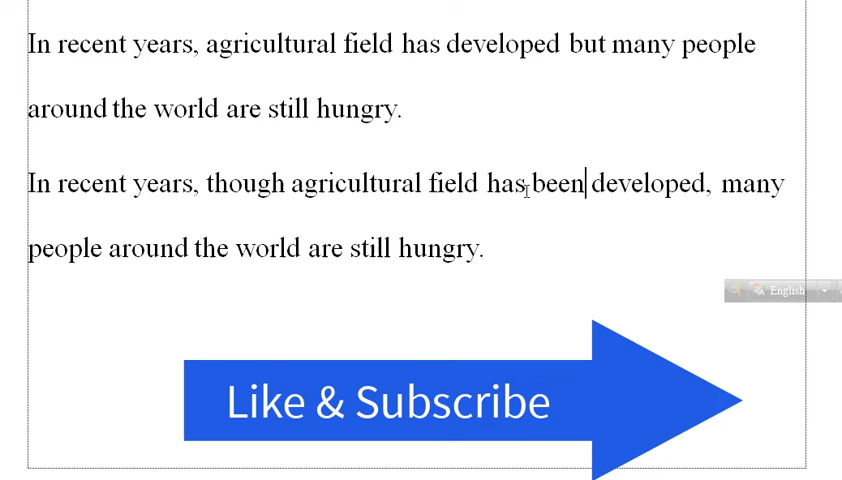 In recent years, agricultural field has developed but many people
around the world are still hungry.
In recent years, though agricultural field has been developed, many
people around the world are still hungry.
English
Like & Subscribe